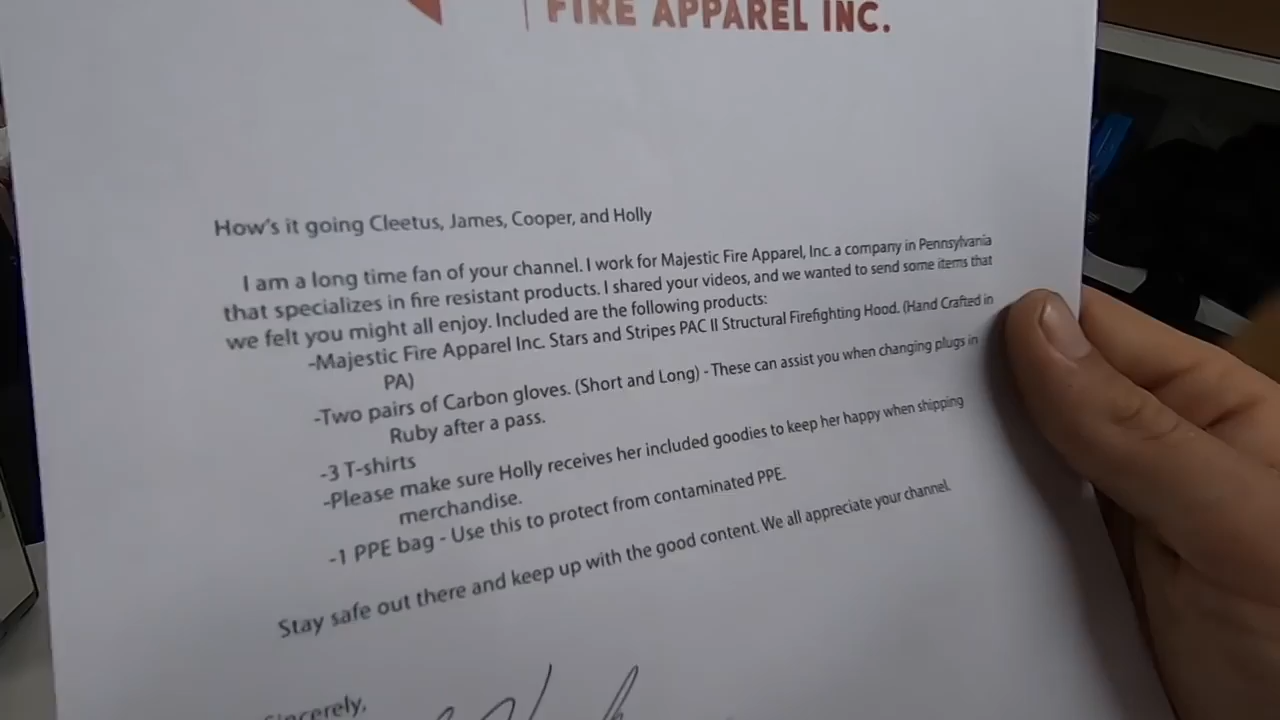 FIRE APPAREL INC.
How's it going Cleetus, James, Cooper, and Holly
I am a long time fan of your channel. I work for Majestic Fire Apparel, Inc. a company in Pennsylvania
that specializes in fire resistant products. I shared your videos, and we wanted to send some items that
we felt you might all enjoy. Included are the following products:
-Majestic Fire Apparel Inc. Stars and Stripes PAC II Structural Firefighting Hood. (Hand Crafted in
PA)
-Two pairs of Carbon gloves. (Short and Long) - These can assist you when changing plugs in
Ruby after a pass.
-3 T-shirts
-Please make sure Holly receives her included goodies to keep her happy when shipping
merchandise.
-1 PPE bag - Use this to protect from contaminated PPE.
Stay safe out there and keep up with the good content. We all appreciate your channel.
Sincerely,